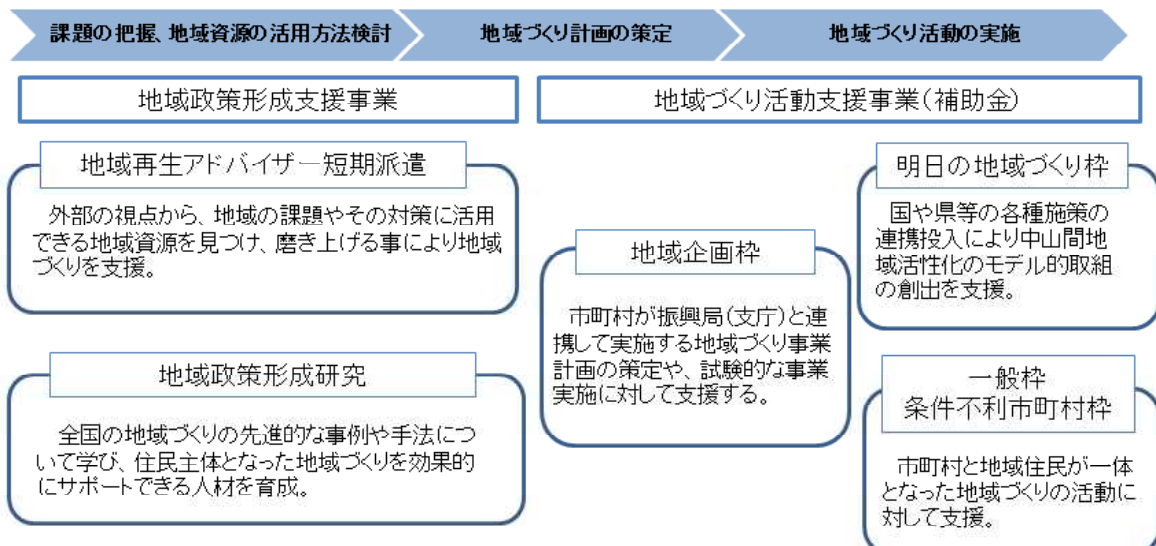 課題の把握、地域資源の活用方法検討
地域づくり計画の策定
地域づくり活動の実施
地域政策形成支援事業
地域づくり活動支援事業(補助金)
地域再生アドバイザー短期派遣
外部の視点から、地域の課題やその対策に活用
できる地域資源を見つけ、磨き上げる事により地域
づくりを支援。
地域政策形成研究
全国の地域づくりの先進的な事例や手法につ
いて学び、住民主体となった地域づくりを効果的
にサポートできる人材を育成。
地域企画枠
市町村が振興局(支庁)と連
携して実施する地域づくり事業
計画の策定や、試験的な事業
実施に対して支援する。
明日の地域づくり枠
国や県等の各種施策の
連携投入により中山間地
域活性化のモデル的取組
の創出を支援。
一般枠
条件不利市町村枠
市町村と地域住民が一体
となった地域づくりの活動に
対して支援。